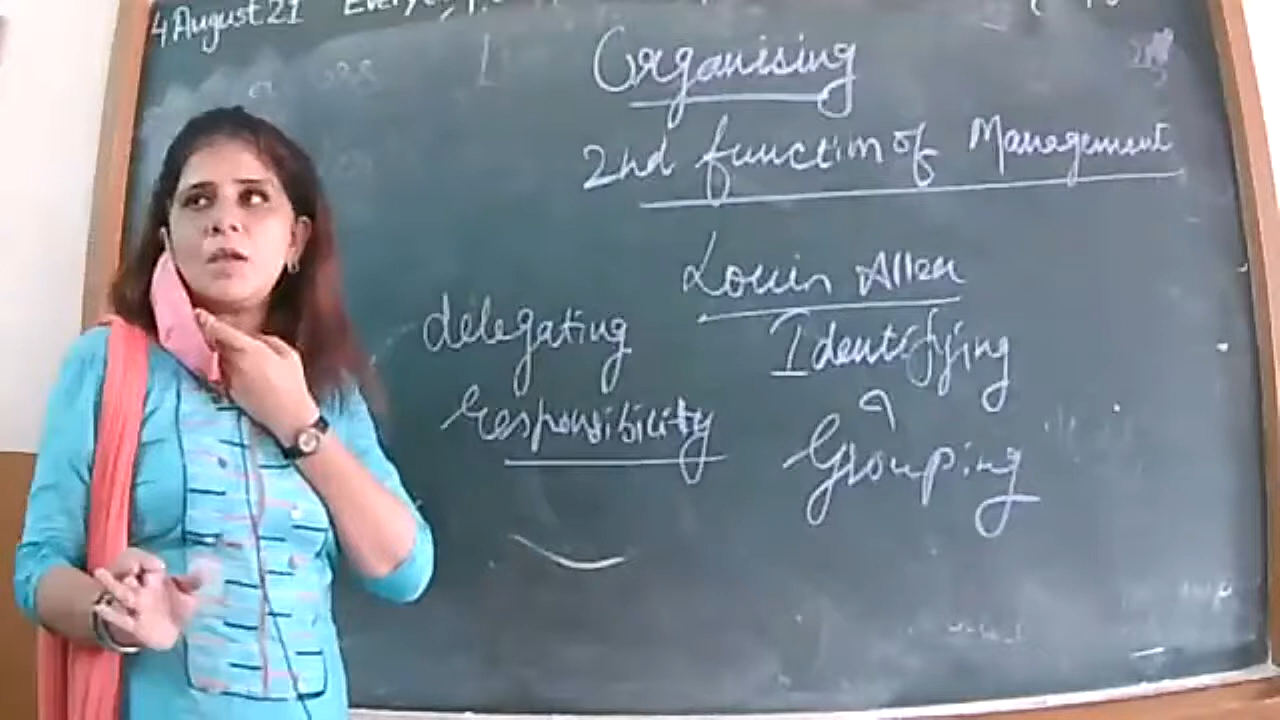 4 August 21
Organising
2nd function of Management
Louis Allen
delegating
Identifying
responsibility
Grouping